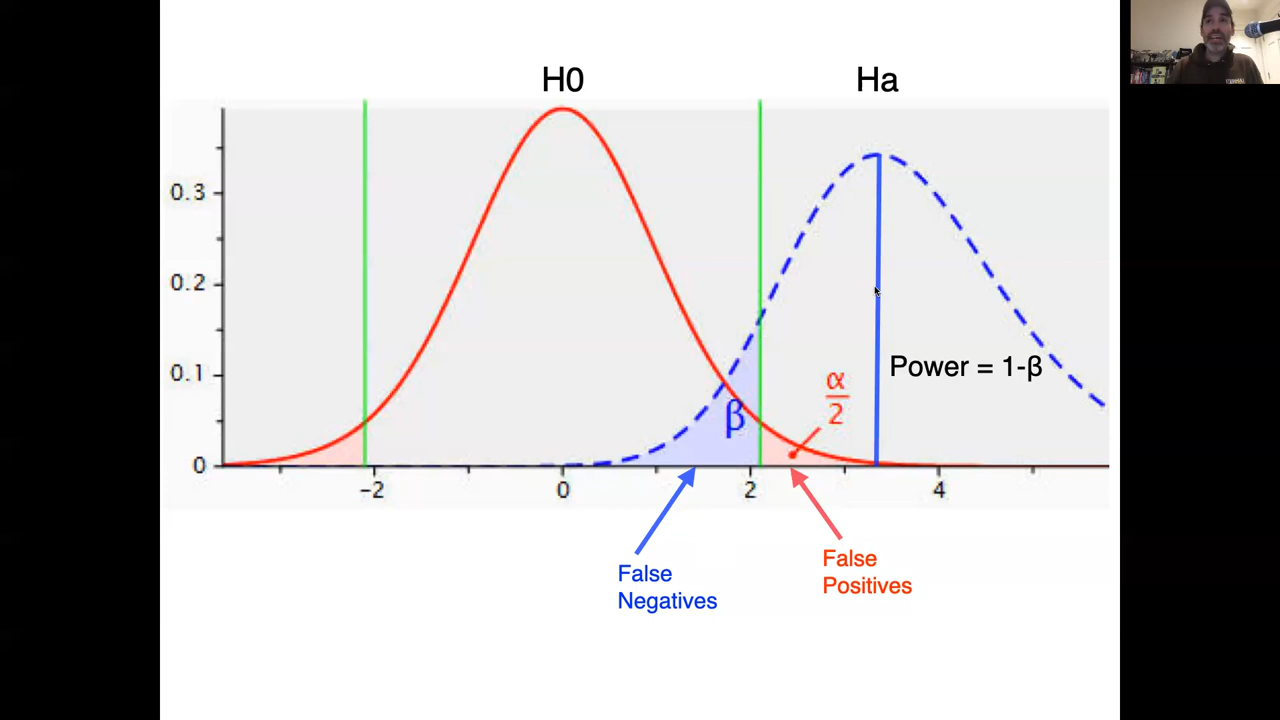 H0
Ha
0.3
0.2
0.1
0
Power = 1-β
α
2
β
−2
0
2
4
False
Negatives
False
Positives